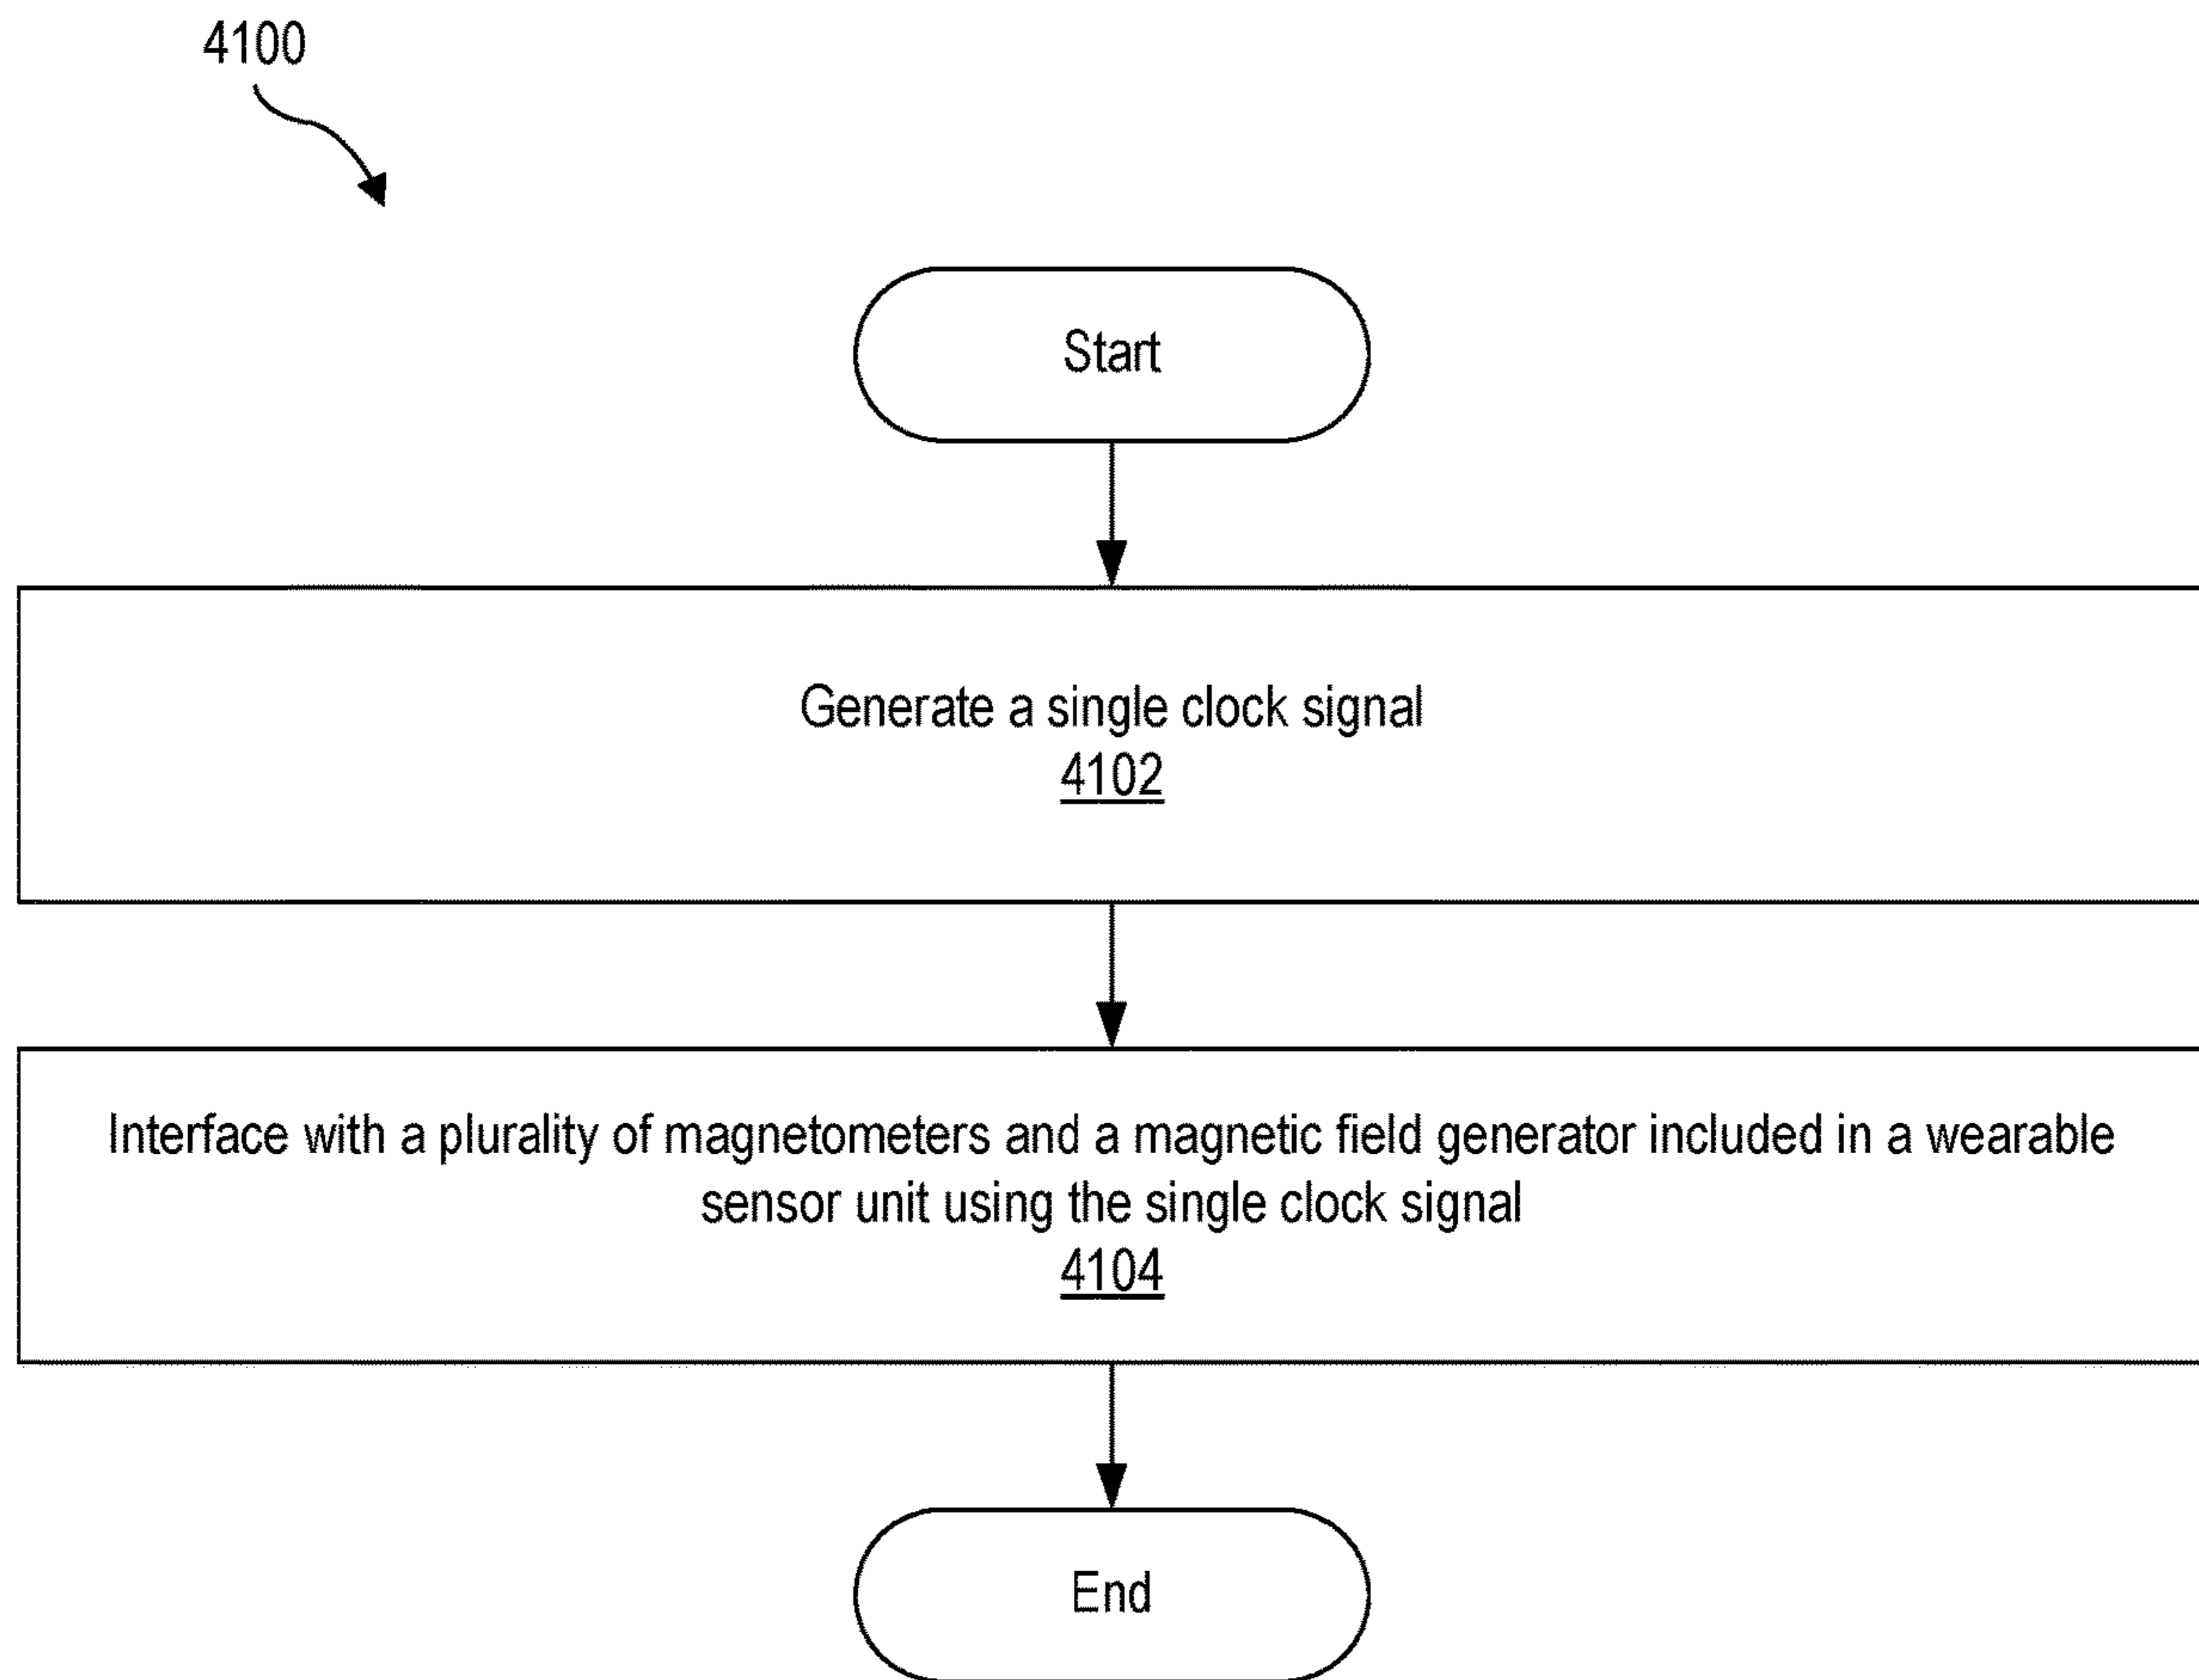 4100
Start
Generate a single clock signal
4102
Interface with a plurality of magnetometers and a magnetic field generator included in a wearable
sensor unit using the single clock signal
4104
End